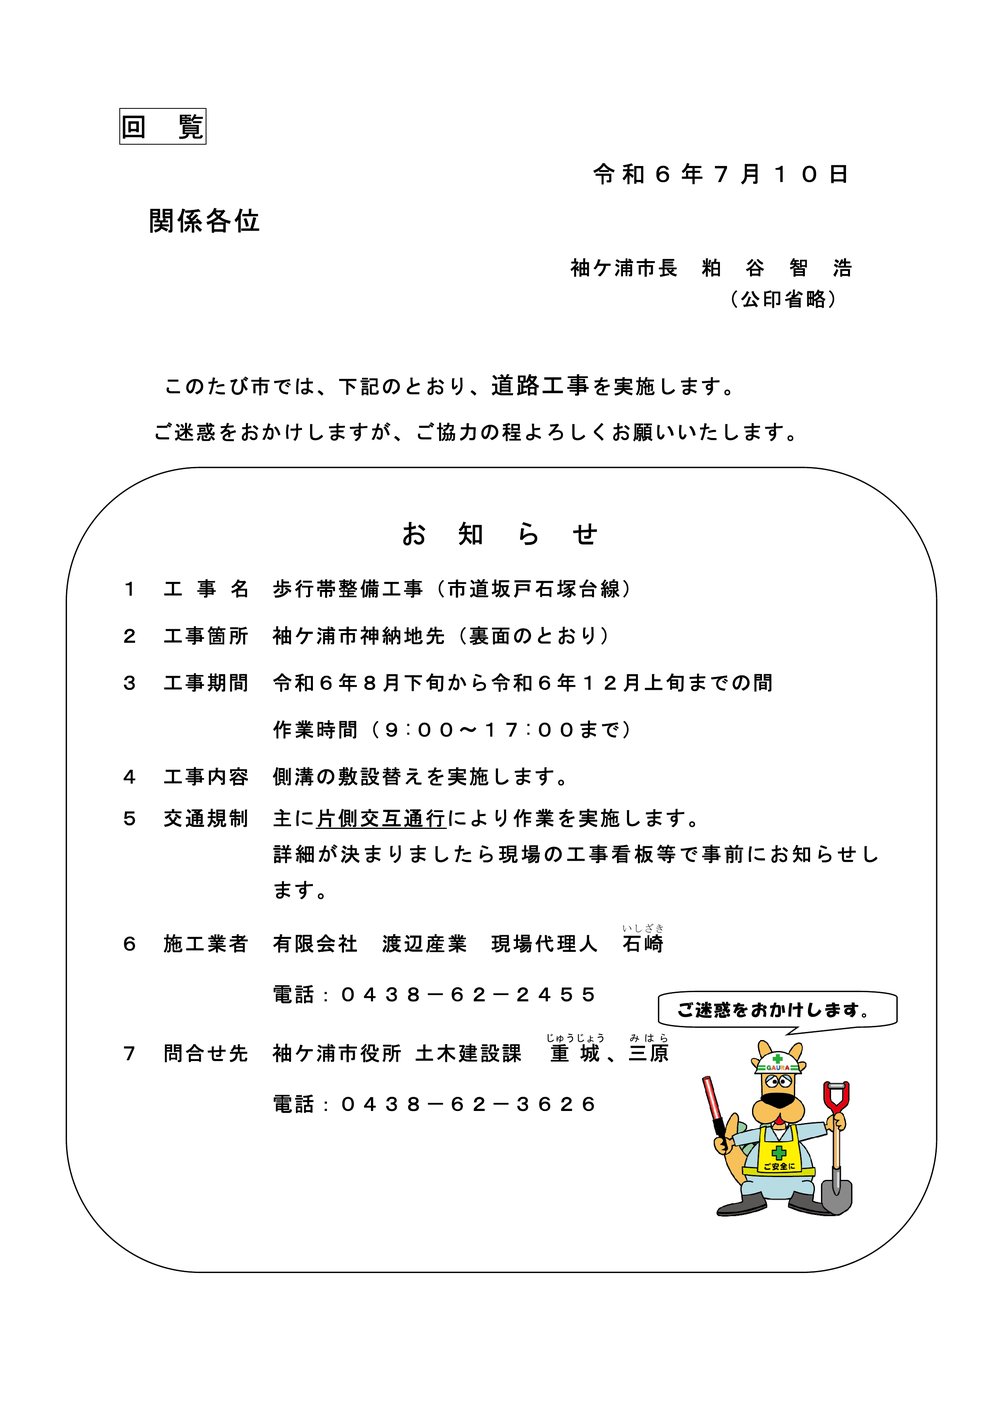 回　覧
令和６年７月１０日
関係各位
袖ケ浦市長　粕　谷　智　浩
（公印省略）
このたび市では、下記のとおり、道路工事を実施します。
ご迷惑をおかけしますが、ご協力の程よろしくお願いいたします。
お　知　ら　せ
１　工 事 名　歩行帯整備工事（市道坂戸石塚台線）
２　工事箇所　袖ケ浦市神納地先（裏面のとおり）
３　工事期間　令和６年８月下旬から令和６年１２月上旬までの間
作業時間（９:００～１７:００まで）
４　工事内容　側溝の敷設替えを実施します。
５　交通規制　主に片側交互通行により作業を実施します。
詳細が決まりましたら現場の工事看板等で事前にお知らせし
ます。
いしざき
６　施工業者　有限会社　渡辺産業　現場代理人　石崎
電話：０４３８－６２－２４５５
ご迷惑をおかけします。
じゅうじょう　みはら
７　問合せ先　袖ケ浦市役所 土木建設課　重 城、三原
電話：０４３８－６２－３６２６
GAURA
ご安全に